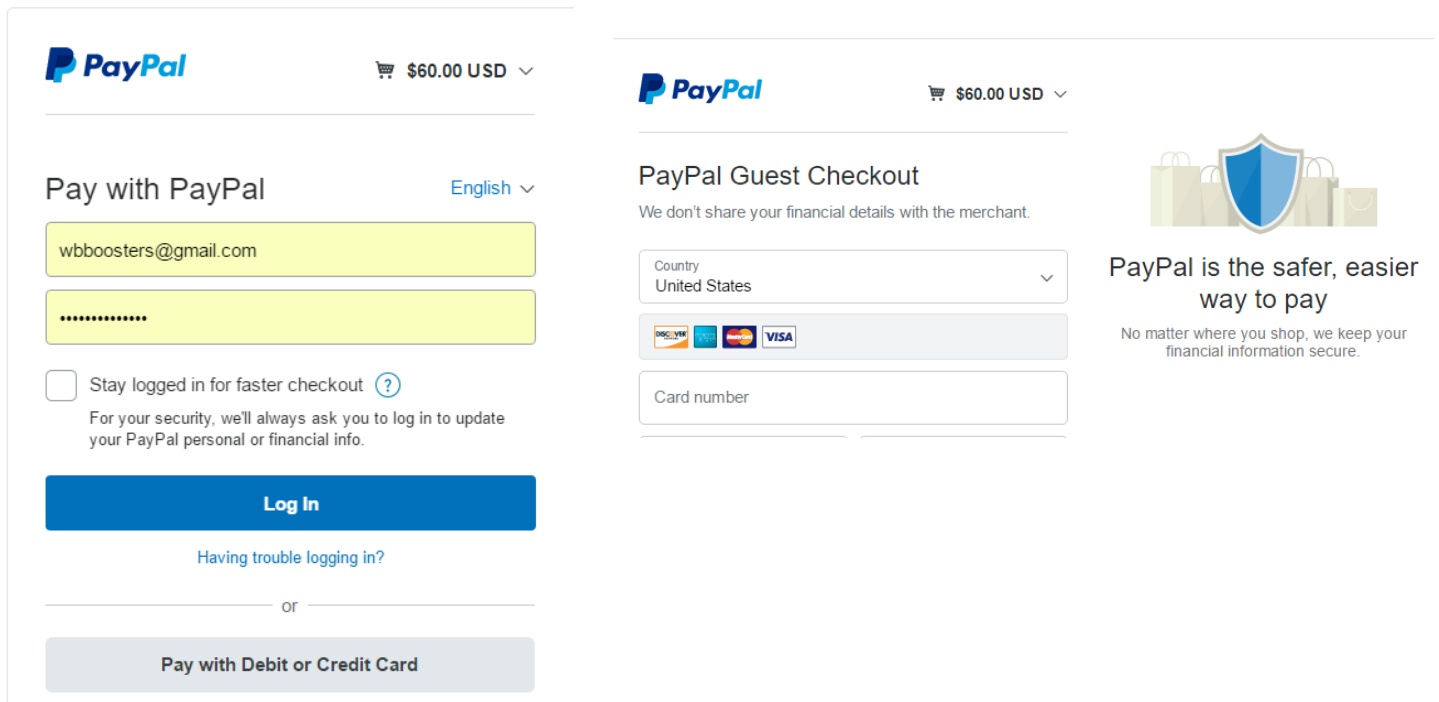 PayPal
$60.00 USD
Pay with PayPal
English
wbboosters@gmail.com
••••••••••••••
Stay logged in for faster checkout ?
For your security, we'll always ask you to log in to update
your PayPal personal or financial info.
Log In
Having trouble logging in?
or
Pay with Debit or Credit Card
PayPal
$60.00 USD
PayPal Guest Checkout
We don't share your financial details with the merchant.
Country
United States
DISCOVER
MasterCard
VISA
Card number
PayPal is the safer, easier
way to pay
No matter where you shop, we keep your
financial information secure.